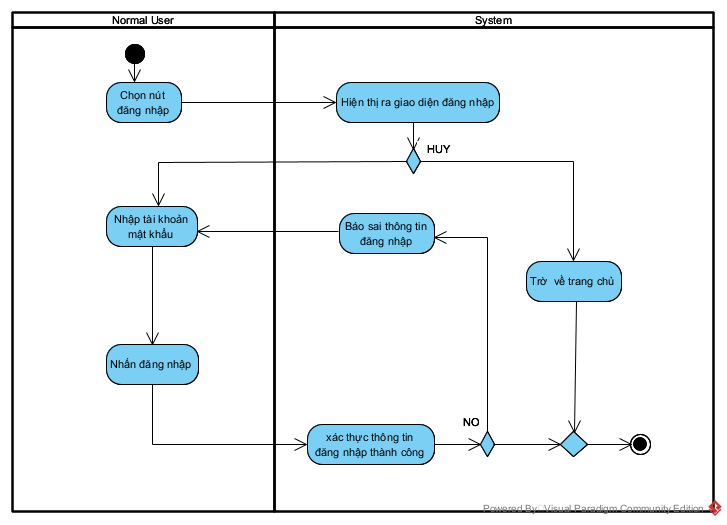 Normal User
System
Chọn nút
đăng nhập
Hiện thị ra giao diện đăng nhập
HUY
Nhập tài khoản
mật khẩu
Báo sai thông tin
đăng nhập
Trờ về trang chủ
Nhấn đăng nhập
NO
xác thực thông tin
đăng nhập thành công
Powered By: Visual Paradigm Community Edition